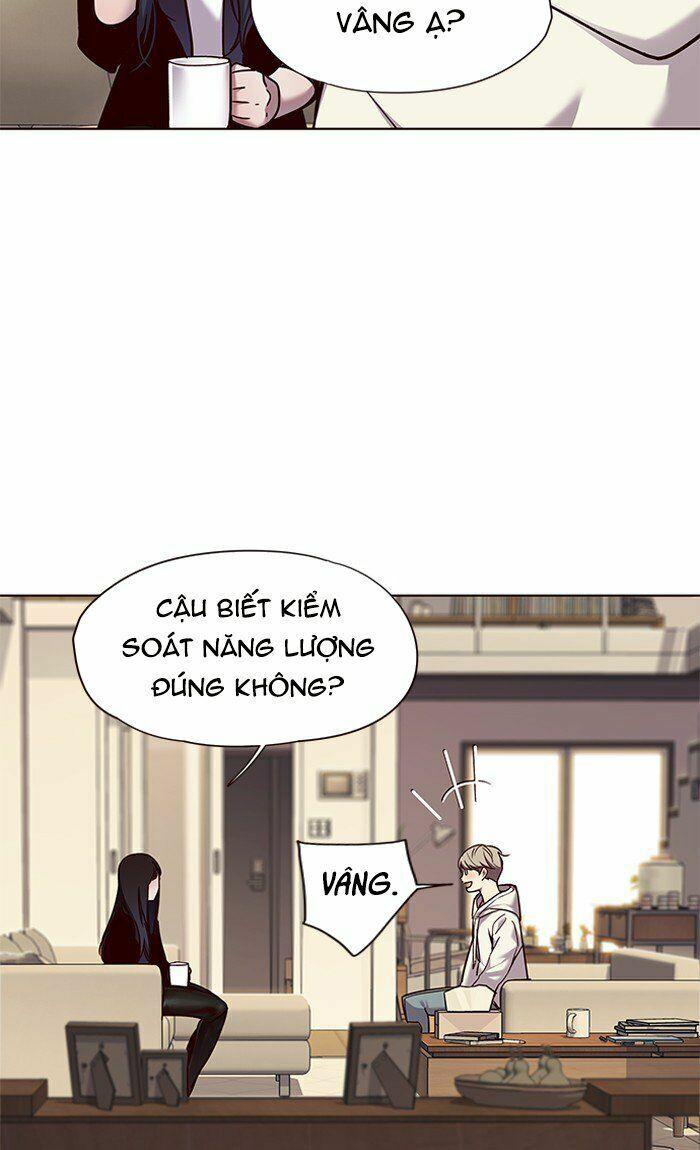 VÂNG Ạ?
CẬU BIẾT KIỂM
SOÁT NĂNG LƯỢNG
ĐÚNG KHÔNG?
VÂNG.